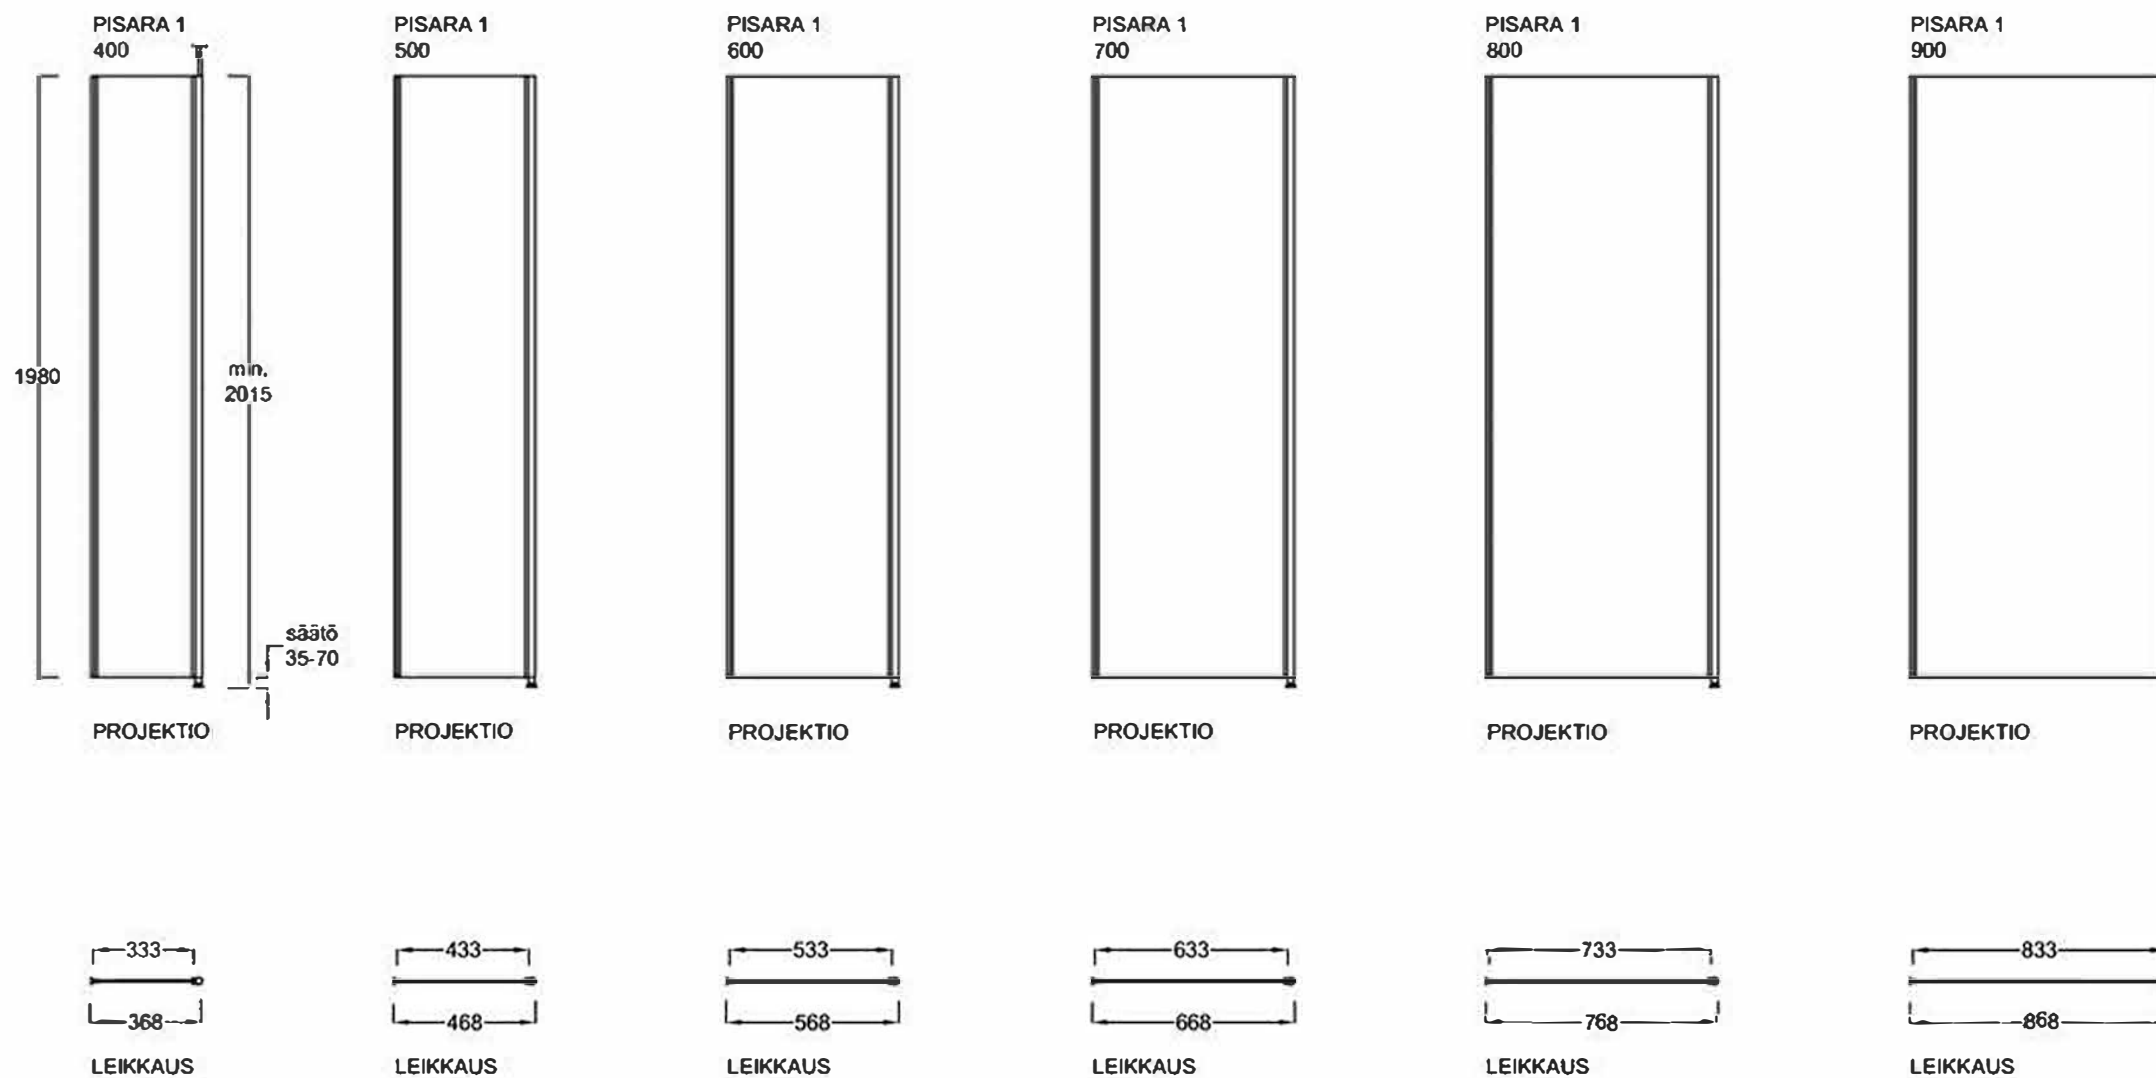 PISARA 1
400
PISARA 1
500
PISARA 1
600
PISARA 1
700
PISARA 1
800
PISARA 1
900
1980
min.
2015
säätö
35-70
PROJEKTIO
PROJEKTIO
PROJEKTIO
PROJEKTIO
PROJEKTIO
PROJEKTIO
333
433
533
633
733
833
368
468
568
668
768
868
LEIKKAUS
LEIKKAUS
LEIKKAUS
LEIKKAUS
LEIKKAUS
LEIKKAUS